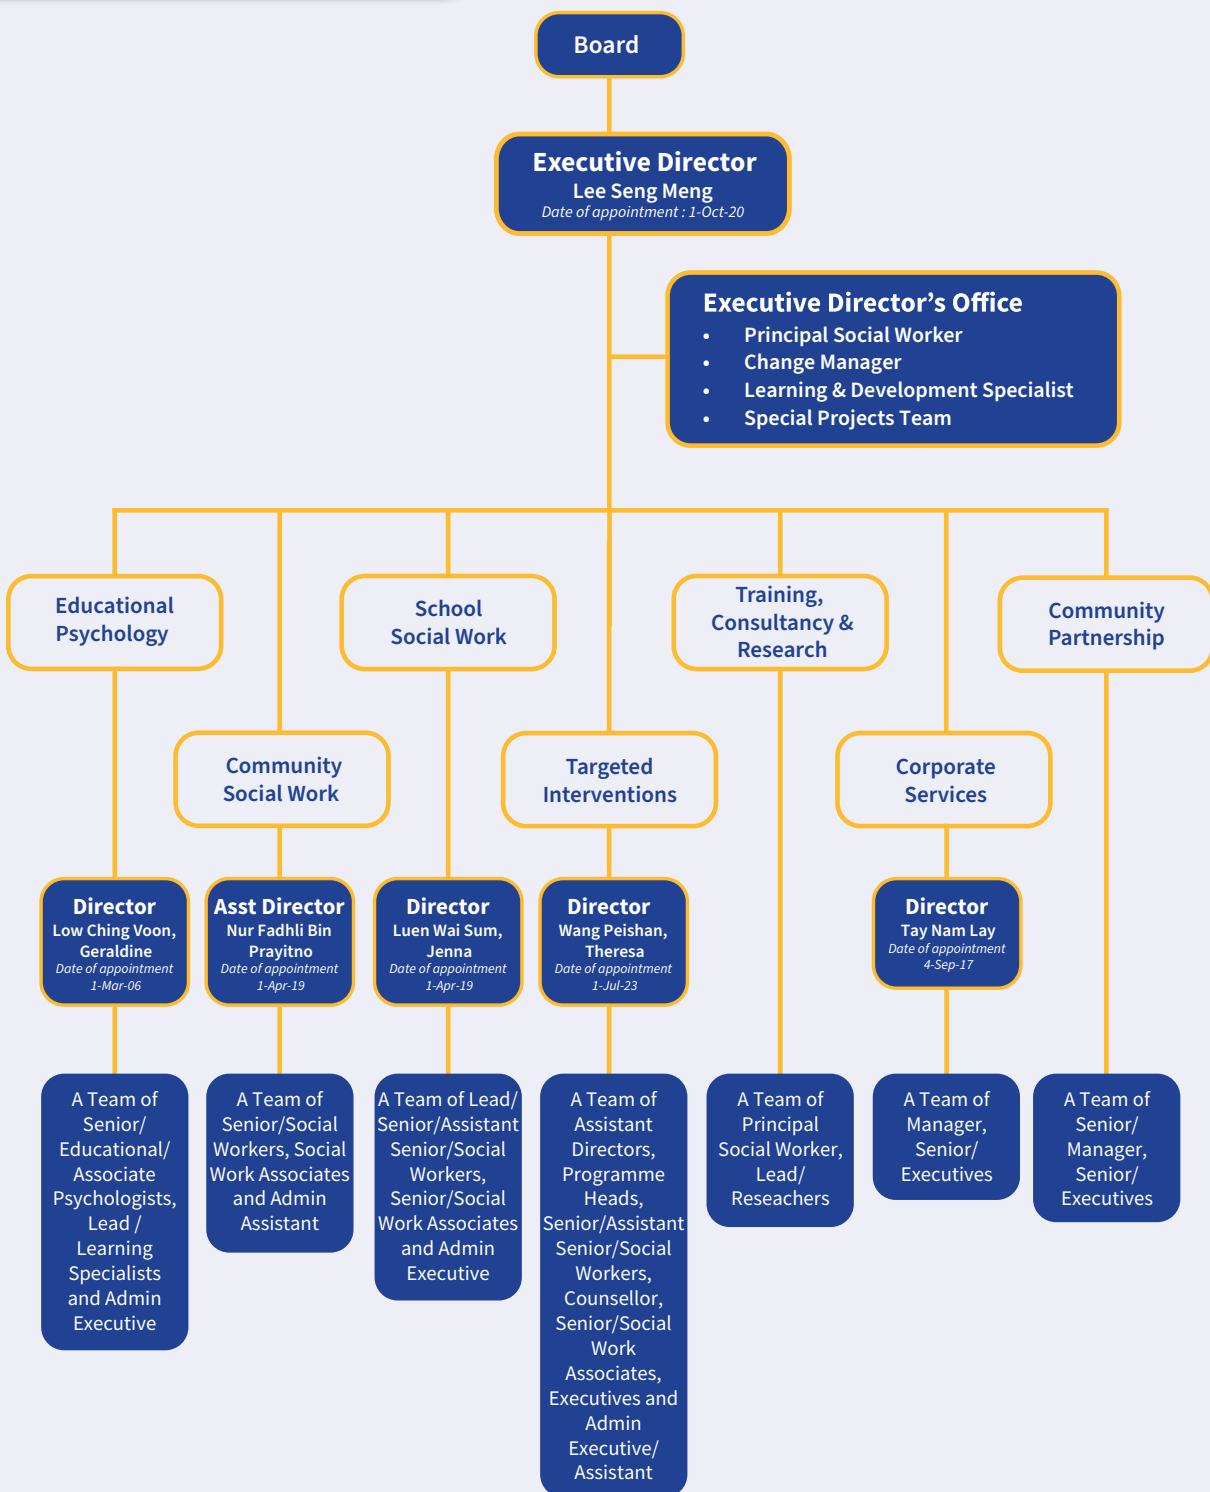 Board
Executive Director
Lee Seng Meng
Date of appointment : 1-Oct-20
Executive Director’s Office
• Principal Social Worker
• Change Manager
• Learning & Development Specialist
• Special Projects Team
Educational
Psychology
School
Social Work
Training,
Consultancy &
Research
Community
Partnership
Community
Social Work
Targeted
Interventions
Corporate
Services
Director
Low Ching Voon,
Geraldine
Date of appointment
1-Mar-06
Asst Director
Nur Fadhli Bin
Prayitno
Date of appointment
1-Apr-19
Director
Luen Wai Sum,
Jenna
Date of appointment
1-Apr-19
Director
Wang Peishan,
Theresa
Date of appointment
1-Jul-23
Director
Tay Nam Lay
Date of appointment
4-Sep-17
A Team of
Senior/
Educational/
Associate
Psychologists,
Lead /
Learning
Specialists
and Admin
Executive
A Team of
Senior/Social
Workers, Social
Work Associates
and Admin
Assistant
A Team of Lead/
Senior/Assistant
Senior/Social
Workers,
Senior/Social
Work Associates
and Admin
Executive
A Team of
Assistant
Directors,
Programme
Heads,
Senior/Assistant
Senior/Social
Workers,
Counsellor,
Senior/Social
Work
Associates,
Executives and
Admin
Executive/
Assistant
A Team of
Principal
Social Worker,
Lead/
Reseachers
A Team of
Manager,
Senior/
Executives
A Team of
Senior/
Manager,
Senior/
Executives